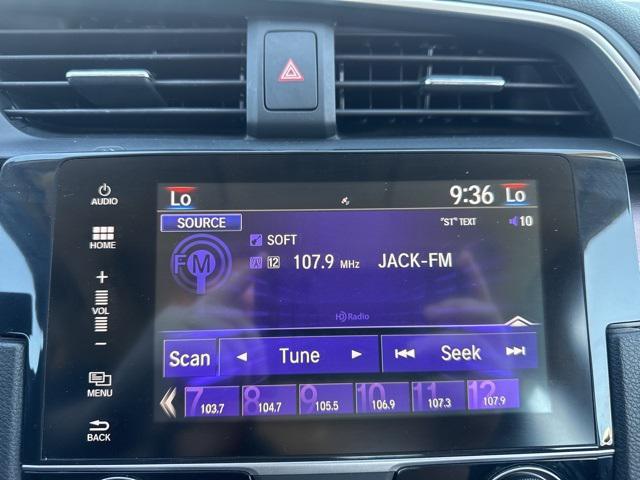 AUDIO
HOME
VOL
MENU
BACK
Lo 9:36 Lo
SOURCE "ST" TEXT 10
FM SOFT
12 107.9 MHz JACK-FM
HD Radio
Scan Tune Seek
7 8 9 10 11 12
103.7 104.7 105.5 106.9 107.3 107.9